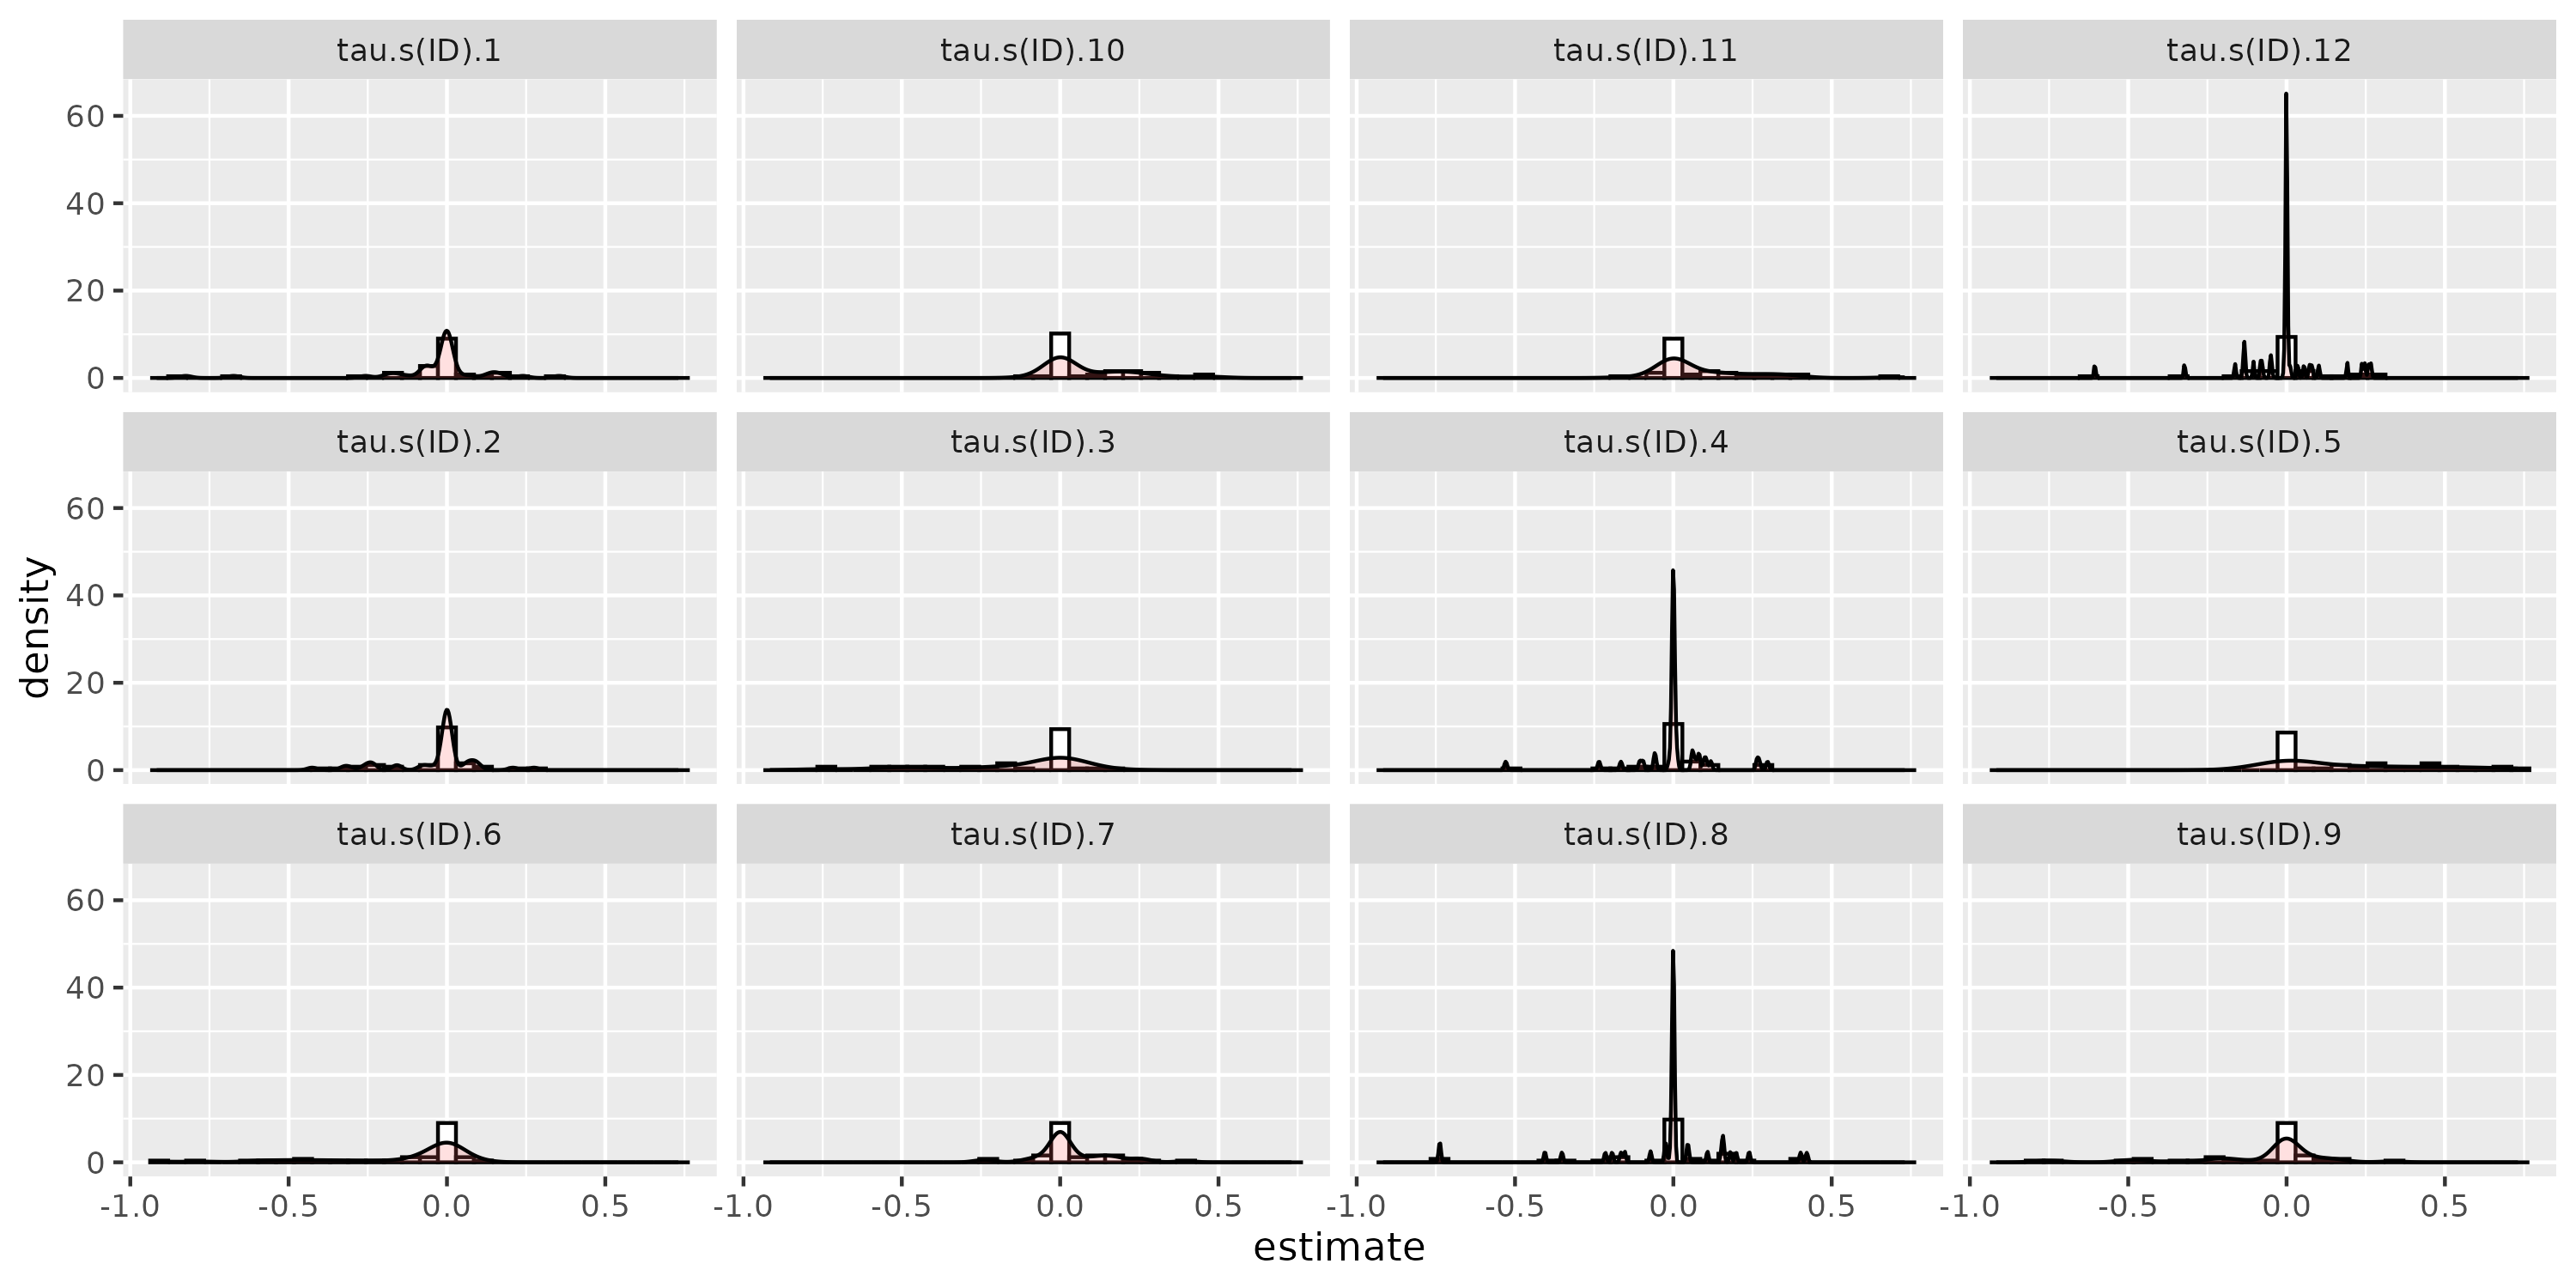 tau.s(ID).1 tau.s(ID).10 tau.s(ID).11 tau.s(ID).12
60
40
20
0
tau.s(ID).2 tau.s(ID).3 tau.s(ID).4 tau.s(ID).5
60
40
20
0
density
tau.s(ID).6 tau.s(ID).7 tau.s(ID).8 tau.s(ID).9
60
40
20
0
-1.0 -0.5 0.0 0.5 -1.0 -0.5 0.0 0.5 -1.0 -0.5 0.0 0.5 -1.0 -0.5 0.0 0.5
estimate